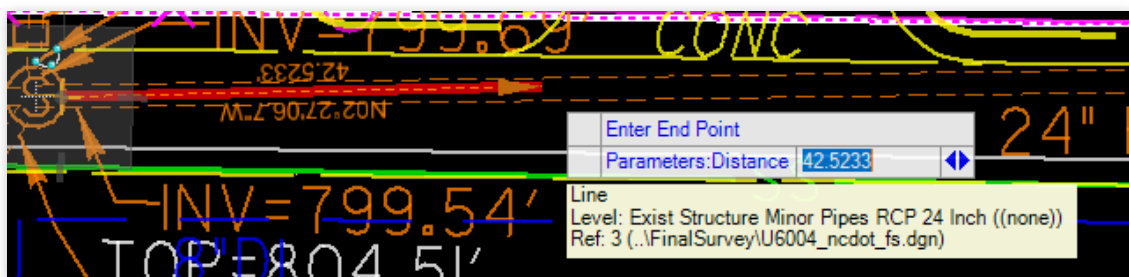 INV=799.69'
CONC
42.5233
N02°27'06.7"W
Enter End Point
Parameters:Distance 42.5233
24"
Line
Level: Exist Structure Minor Pipes RCP 24 Inch ((none))
Ref: 3 (..\FinalSurvey\U6004_ncdot_fs.dgn)
INV=799.54'
TOP=804.51'